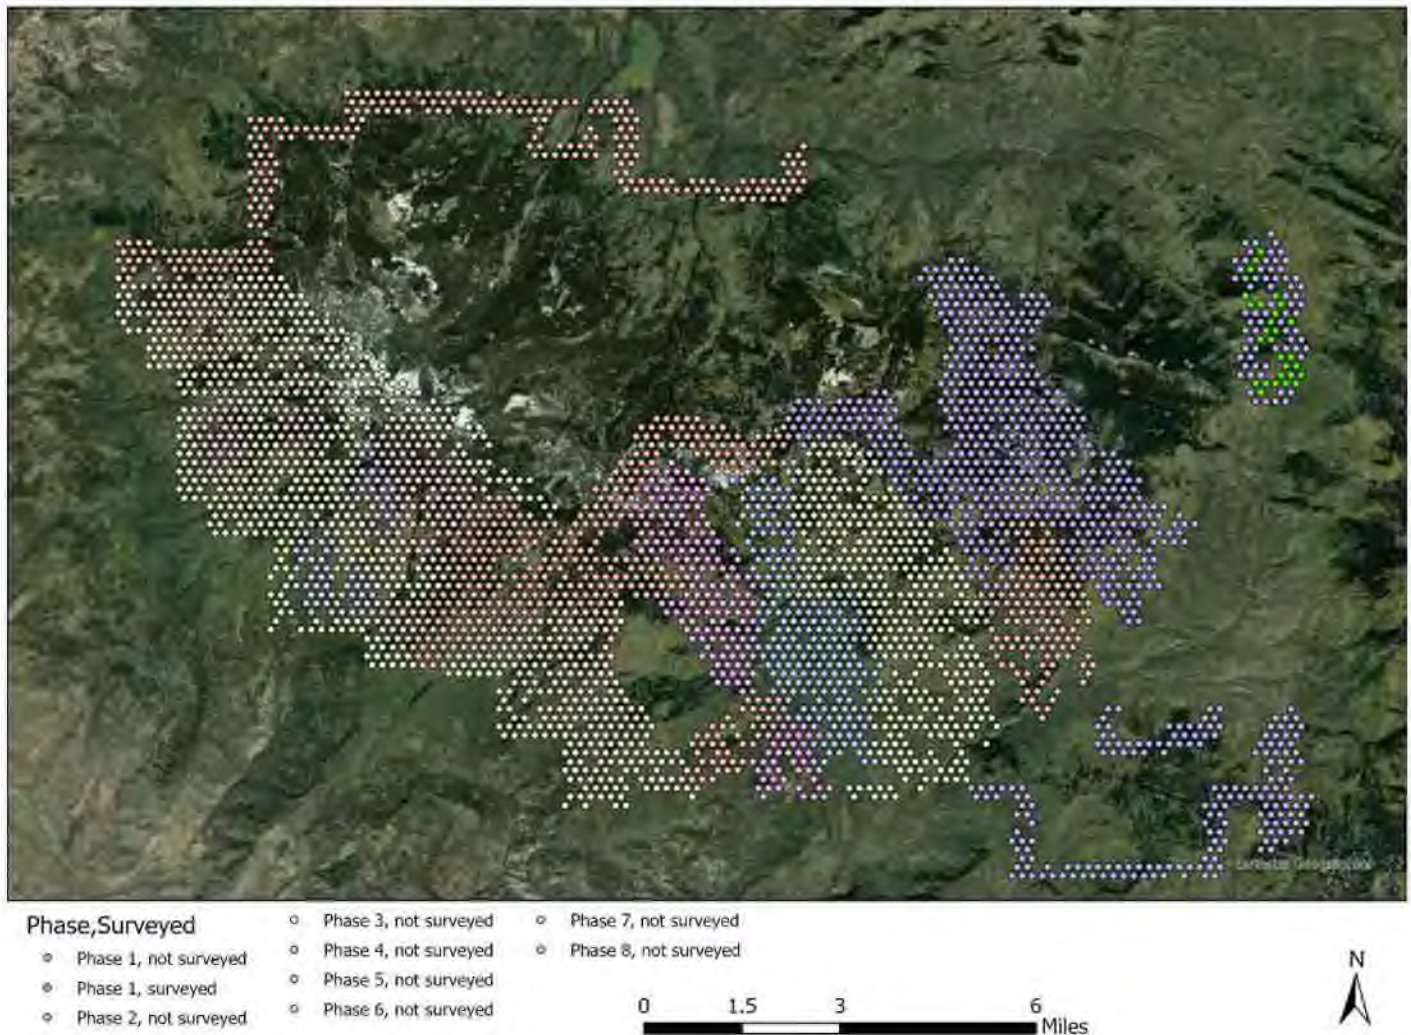 Phase,Surveyed
Phase 1, not surveyed
Phase 1, surveyed
Phase 2, not surveyed
Phase 3, not surveyed
Phase 4, not surveyed
Phase 5, not surveyed
Phase 6, not surveyed
Phase 7, not surveyed
Phase 8, not surveyed
0 1.5 3 6
Miles
N